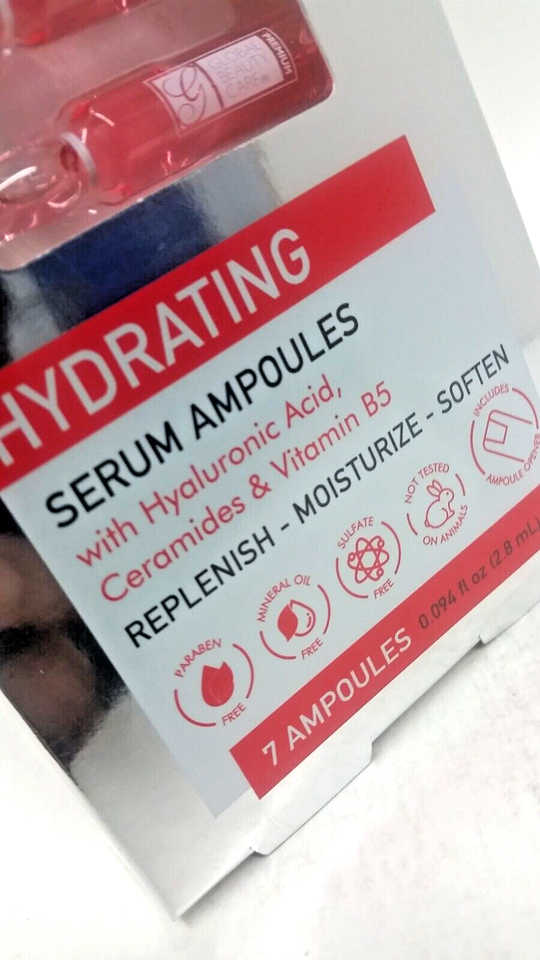 GLOBAL
BEAUTY
CARE®
PREMIUM
HYDRATING
SERUM AMPOULES
with Hyaluronic Acid,
Ceramides & Vitamin B5
REPLENISH - MOISTURIZE - SOFTEN
PARABEN
FREE
MINERAL OIL
FREE
SULFATE
FREE
NOT TESTED
ON ANIMALS
INCLUDES
AMPOULE OPENER
7 AMPOULES 0.094 fl oz (2.8 mL)